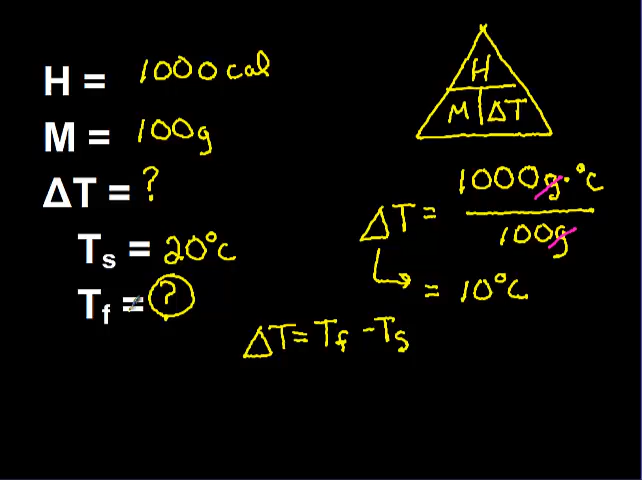 H = 1000 cal
M = 100g
ΔT = ?
Ts = 20°C
Tf = ?
H
M ΔT
ΔT = 1000g·°C
100g
= 10°C
ΔT = Tf - Ts